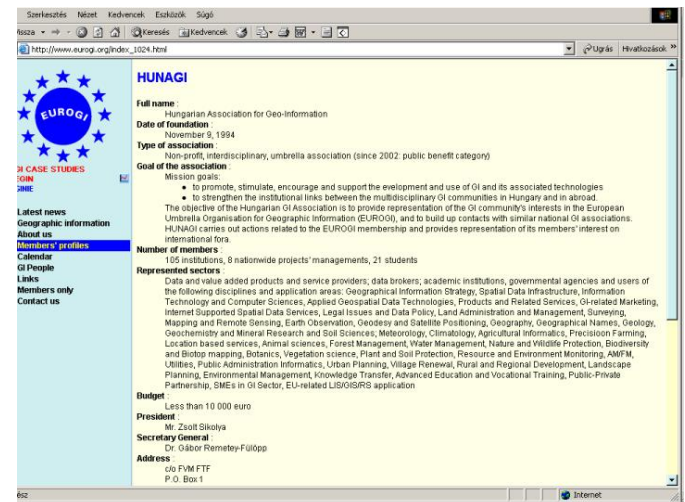 Szerkesztés Nézet Kedvencek Eszközök Súgó
Keresés Kedvencek
http://www.eurogi.org/index_1024.html
Ugrás Hivatkozások »
EUROGI
GI CASE STUDIES
GINIE
Latest news
Geographic information
About us
Members' profiles
Calendar
GI People
Links
Members only
Contact us
HUNAGI
Full name :
Hungarian Association for Geo-Information
Date of foundation :
November 9, 1994
Type of association :
Non-profit, interdisciplinary, umbrella association (since 2002: public benefit category)
Goal of the association :
Mission goals:
• to promote, stimulate, encourage and support the evelopment and use of GI and its associated technologies
• to strengthen the institutional links between the multidisciplinary GI communities in Hungary and in abroad.
The objective of the Hungarian GI Association is to provide representation of the GI community's interests in the European
Umbrella Organisation for Geographic Information (EUROGI), and to build up contacts with similar national GI associations.
HUNAGI carries out actions related to the EUROGI membership and provides representation of its members' interest on
international fora.
Number of members :
105 institutions, 8 nationwide projects' managements, 21 students
Represented sectors :
Data and value added products and service providers; data brokers; academic institutions, governmental agencies and users of
the following disciplines and application areas: Geographical Information Strategy, Spatial Data Infrastructure, Information
Technology and Computer Sciences, Applied Geospatial Data Technologies, Products and Related Services, GI-related Marketing,
Internet Supported Spatial Data Services, Legal Issues and Data Policy, Land Administration and Management, Surveying,
Mapping and Remote Sensing, Earth Observation, Geodesy and Satellite Positioning, Geography, Geographical Names, Geology,
Geochemistry and Mineral Research and Soil Sciences; Meteorology, Climatology, Agricultural Informatics, Precisioon Farming,
Location based services, Animal sciences, Forest Management, Water Management, Nature and Wildlife Protection, Biodiversity
and Biotop mapping, Botanics, Vegetation science, Plant and Soil Protection, Resource and Environment Monitoring, AM/FM,
Utilities, Public Administration Informatics, Urban Planning, Village Renewal, Rural and Regional Development, Landscape
Planning, Environmental Management, Knowledge Transfer, Advanced Education and Vocational Training, Public-Private
Partnership, SMEs in GI Sector, EU-related LIS/GIS/RS application
Budget :
Less than 10 000 euro
President :
Mr. Zsolt Sikolya
Secretary General :
Dr. Gábor Remetey-Fülöpp
Address :
c/o FVM FTF
P.O. Box 1
Internet